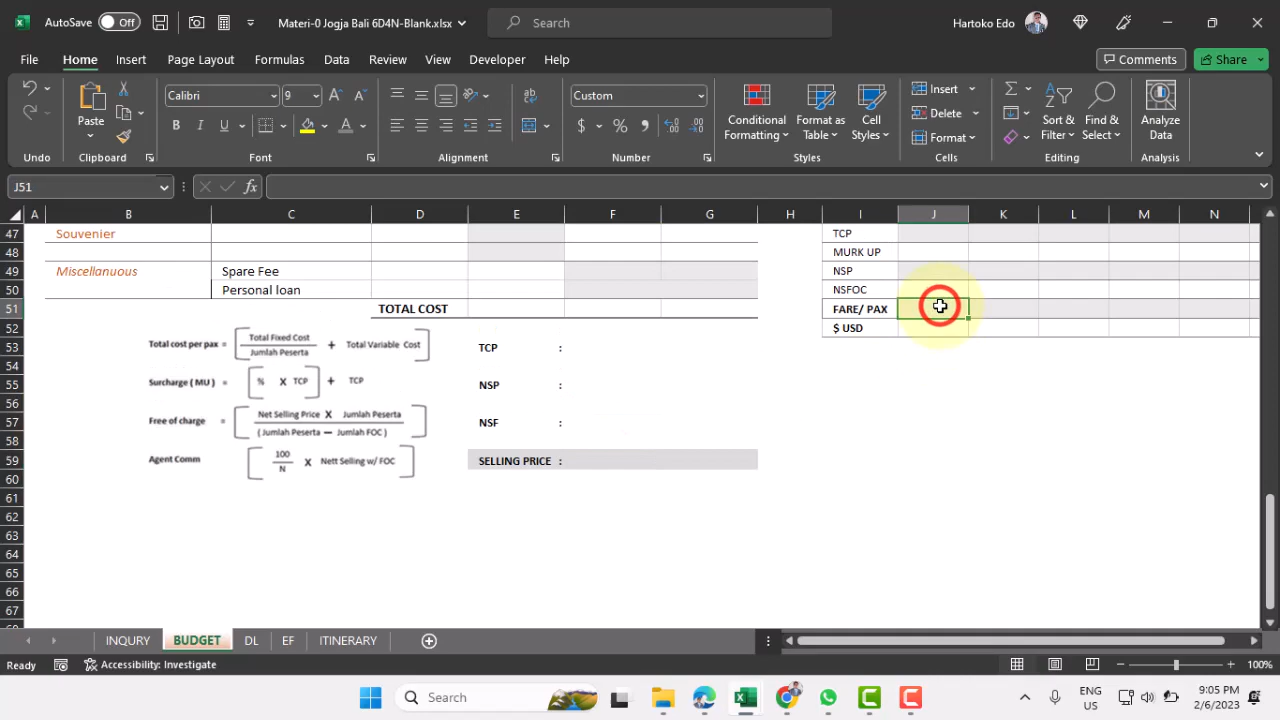 AutoSave Off Materi-0 Jogja Bali 6D4N-Blank.xlsx Search Hartoko Edo
File Home Insert Page Layout Formulas Data Review View Developer Help Comments Share
Calibri 9 Custom Insert
Paste Conditional Formatting Format as Table Cell Styles Delete Sort & Filter Find & Select Analyze Data
B I U A $ % Format
Undo Clipboard Font Alignment Number Styles Cells Editing Analysis
J51 fx
A B C D E F G H I J K L M N
47 Souvenier TCP
48 MURK UP
49 Miscellanuous Spare Fee NSP
50 Personal loan NSFOC
51 TOTAL COST FARE/ PAX
52 $ USD
53 Total cost per pax = Total Fixed Cost Jumlah Peserta + Total Variable Cost TCP :
54
55 Surcharge ( MU ) = % X TCP + TCP NSP :
56
57 Free of charge = Net Selling Price X Jumlah Peserta ( Jumlah Peserta — Jumlah FOC ) NSF :
58
59 Agent Comm 100 N X Nett Selling w/ FOC SELLING PRICE :
60
61
62
63
64
65
66
67
INQURY BUDGET DL EF ITINERARY
Ready Accessibility: Investigate 100%
Search ENG US 9:05 PM 2/6/2023